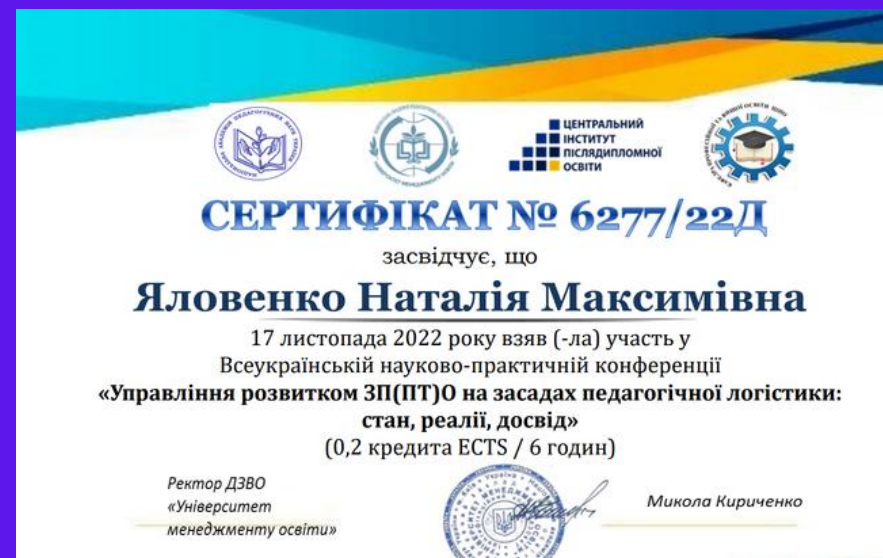 ЦЕНТРАЛЬНИЙ
ІНСТИТУТ
ПІСЛЯДИПЛОМНОЇ
ОСВІТИ
СЕРТИФІКАТ № 6277/22Д
засвідчує, що
Яловенко Наталія Максимівна
17 листопада 2022 року взяв (-ла) участь у
Всеукраїнській науково-практичній конференції
«Управління розвитком ЗП(ПТ)О на засадах педагогічної логістики:
стан, реалії, досвід»
(0,2 кредита ECTS / 6 годин)
Ректор ДЗВО
«Університет
менеджменту освіти»
Микола Кириченко